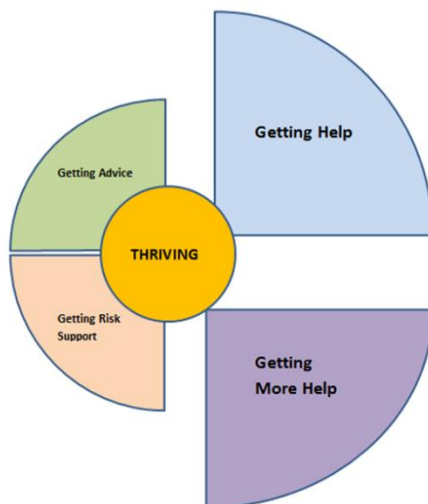 Getting Help
Getting Advice
THRIVING
Getting Risk
Support
Getting
More Help